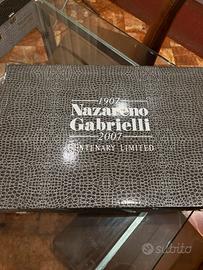 1907
Nazareno
Gabrielli
2007
CENTENARY LIMITED
subito